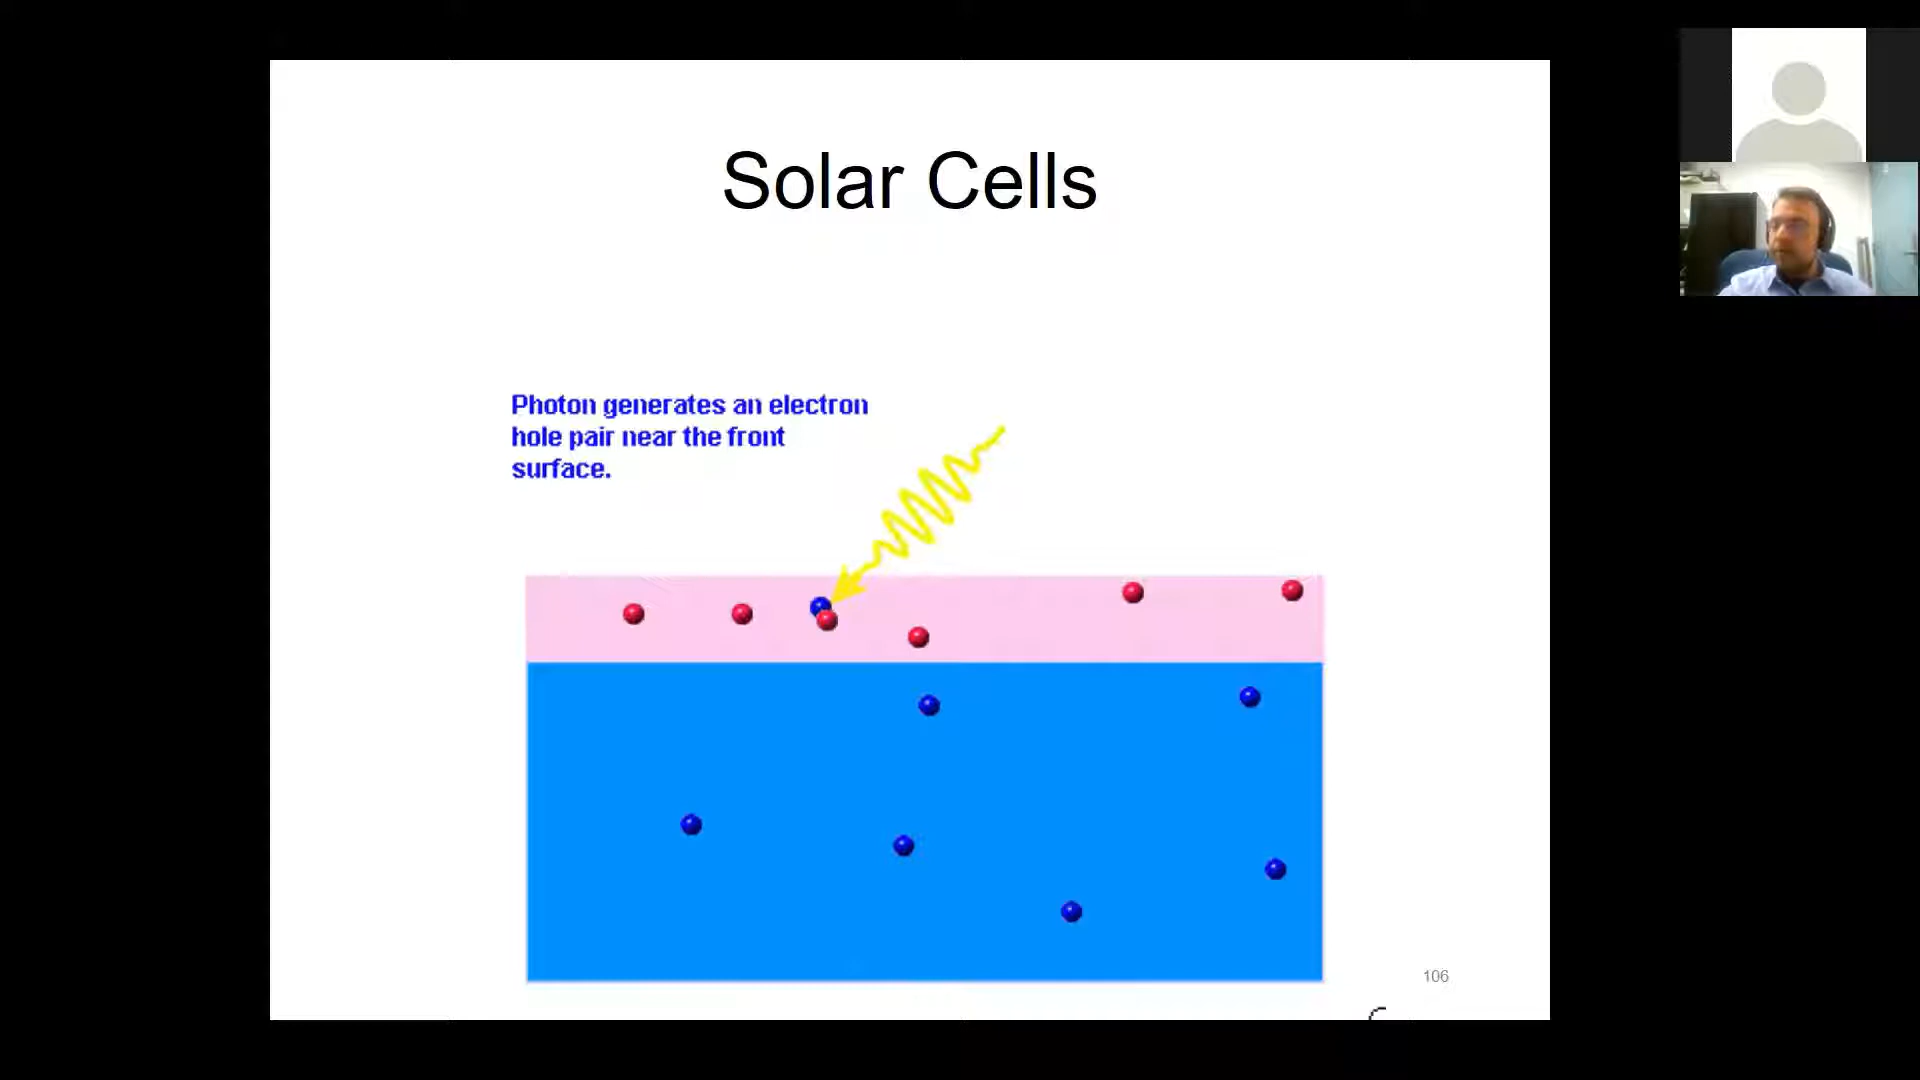 Solar Cells
Photon generates an electron
hole pair near the front
surface.
106